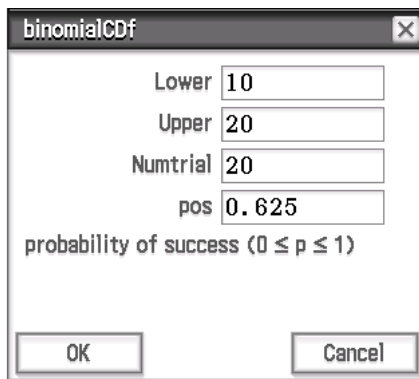 binomialCDf
Lower 10
Upper 20
Numtrial 20
pos 0.625
probability of success (0 ≤ p ≤ 1)
OK Cancel